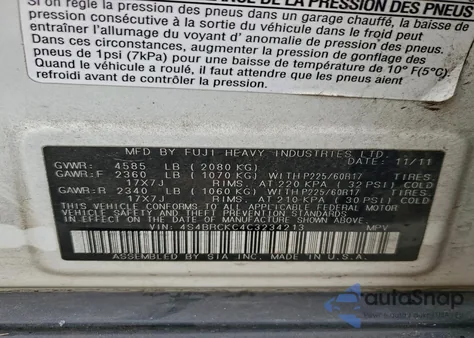 DE LA PRESSION DES PNEUS
Si on règle la pression des pneus dans un garage chauffé, la baisse de
pression consécutive à la sortie du véhicule dans le froid peut
entraîner l'allumage du voyant d' anomalie de pression des pneus.
Dans ces circonstances, augmenter la pression de gonflage des
pneus de 1psi (7kPa) pour une baisse de température de 10° F(5°C).
Quand le véhicule a roulé, il faut attendre que les pneus aient
refroidi avant de contrôler la pression.
MFD BY FUJI HEAVY INDUSTRIES LTD. DATE: 11/11
GVWR: 4585 LB ( 2080 KG)
GAWR:F 2360 LB ( 1070 KG) WITH P225/60R17 TIRES
17X7J RIMS, AT 220 KPA ( 32 PSI) COLD
GAWR:R 2340 LB ( 1060 KG) WITH P225/60R17 TIRES
17X7J RIMS, AT 210 KPA ( 30 PSI) COLD
THIS VEHICLE CONFORMS TO ALL APPLICABLE FEDERAL MOTOR
VEHICLE SAFETY AND THEFT PREVENTION STANDARDS
IN EFFECT ON THE DATE OF MANUFACTURE SHOWN ABOVE.
VIN: 4S4BRCKC4C3234213 MPV
ASSEMBLED BY SIA INC. MADE IN U.S.A.
autoSnap